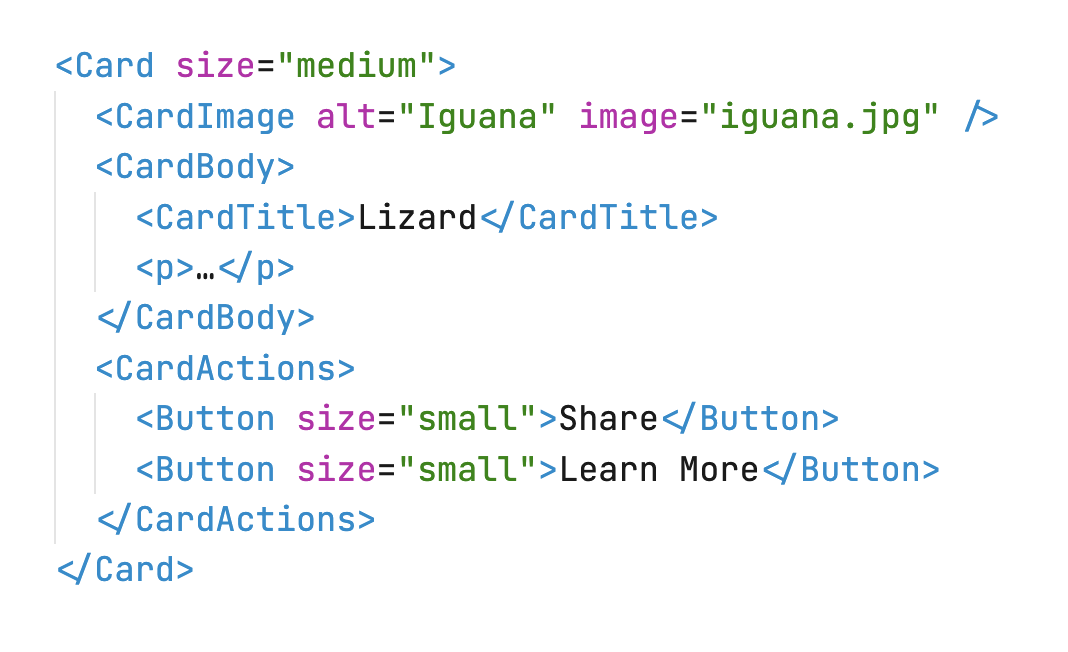 <Card size="medium">
  <CardImage alt="Iguana" image="iguana.jpg" />
  <CardBody>
    <CardTitle>Lizard</CardTitle>
    <p>…</p>
  </CardBody>
  <CardActions>
    <Button size="small">Share</Button>
    <Button size="small">Learn More</Button>
  </CardActions>
</Card>